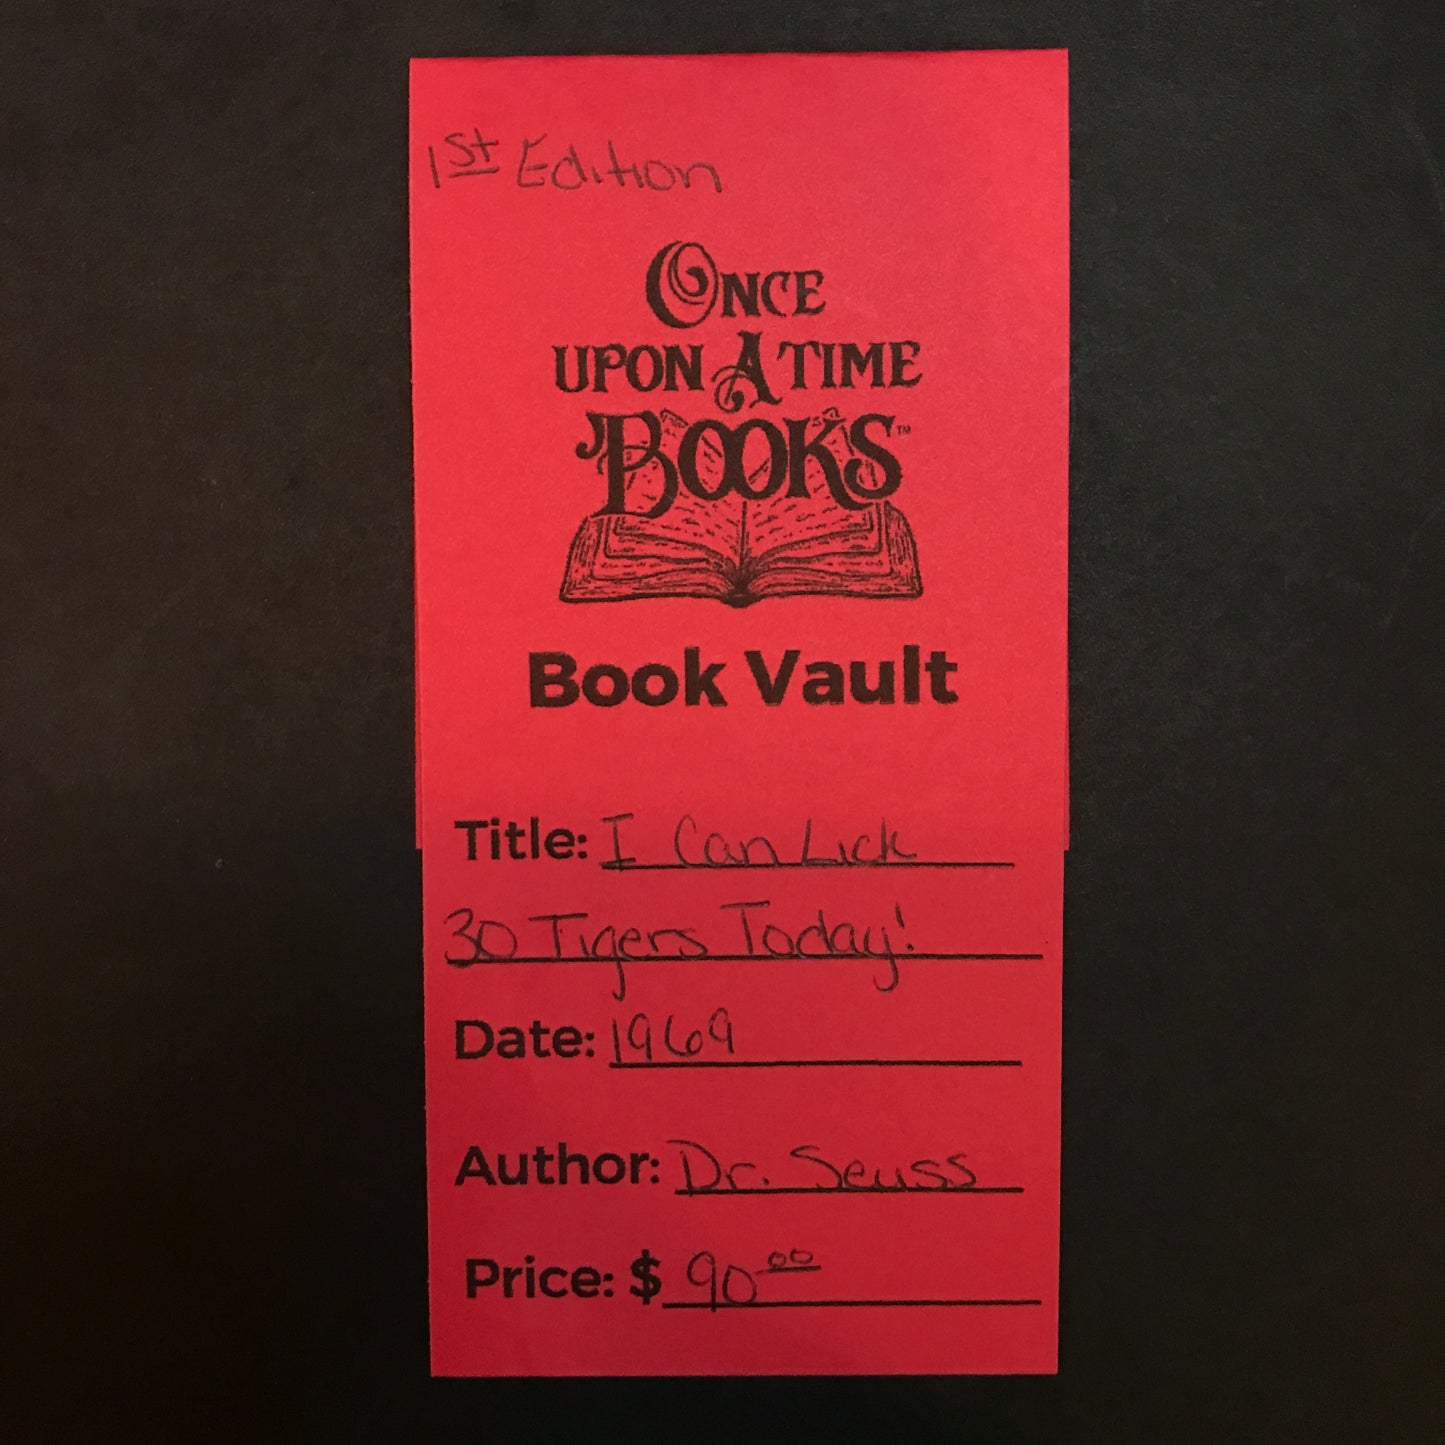 1st Edition
ONCE
UPON A TIME
BOOKS™
Book Vault
Title: I Can Lick
30 Tigers Today!
Date: 1969
Author: Dr. Seuss
Price: $ 90.00